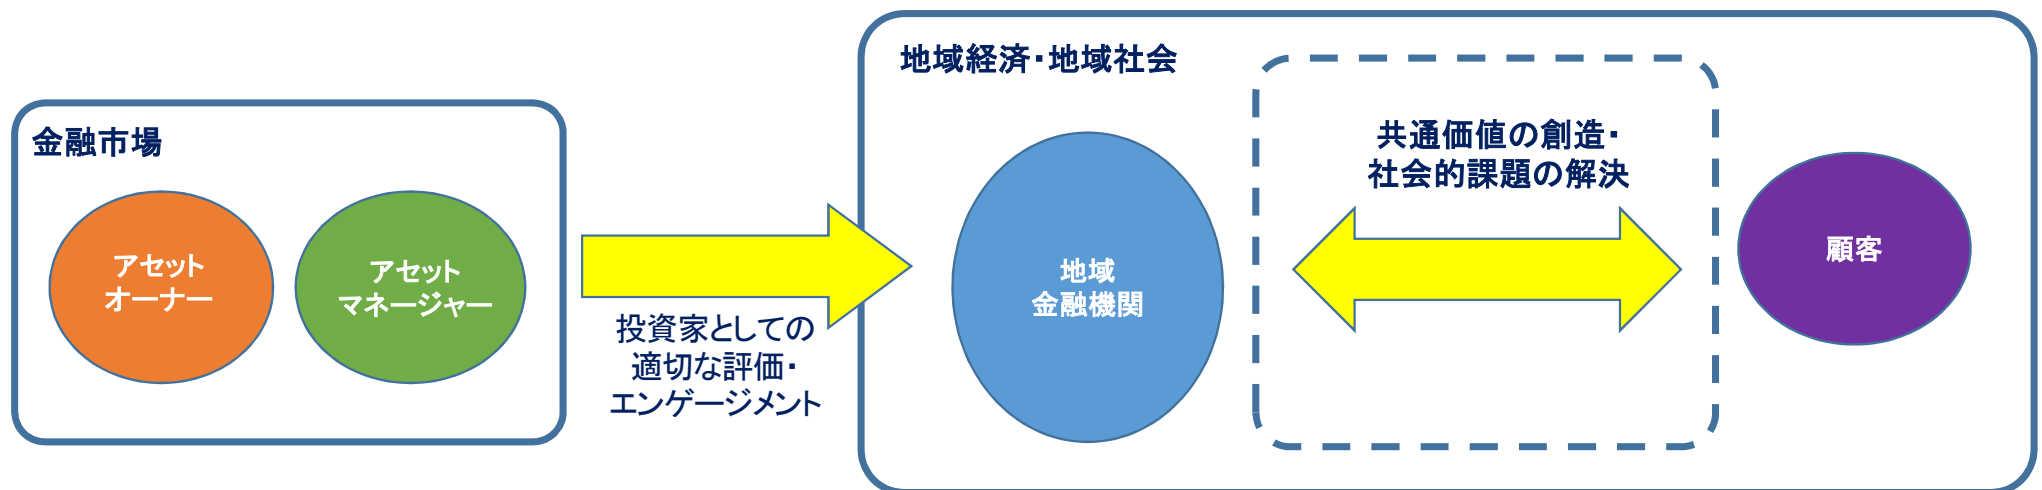 金融市場
アセット
オーナー
アセット
マネージャー
投資家としての
適切な評価・
エンゲージメント
地域経済・地域社会
地域
金融機関
共通価値の創造・
社会的課題の解決
顧客